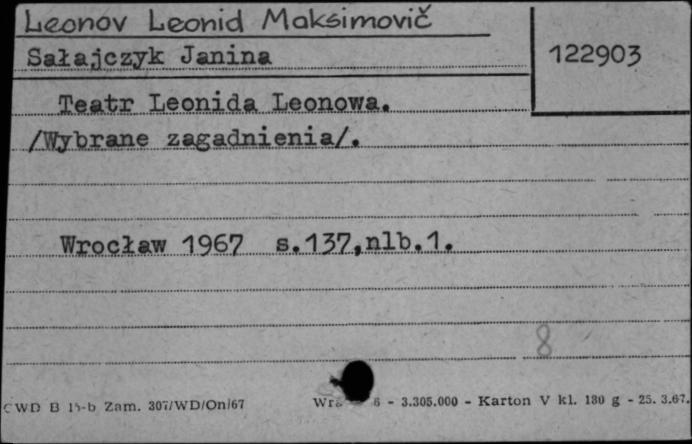 Leonov Leonid Maksimovič
Sałajczyk Janina
122903
Teatr Leonida Leonowa.
/Wybrane zagadnienia/.
Wrocław 1967 s.137,nlb.1.
8
CWD B 15-b Zam. 307/WD/On/67
6 - 3.305.000 - Karton V kl. 180 g - 25. 3.67.